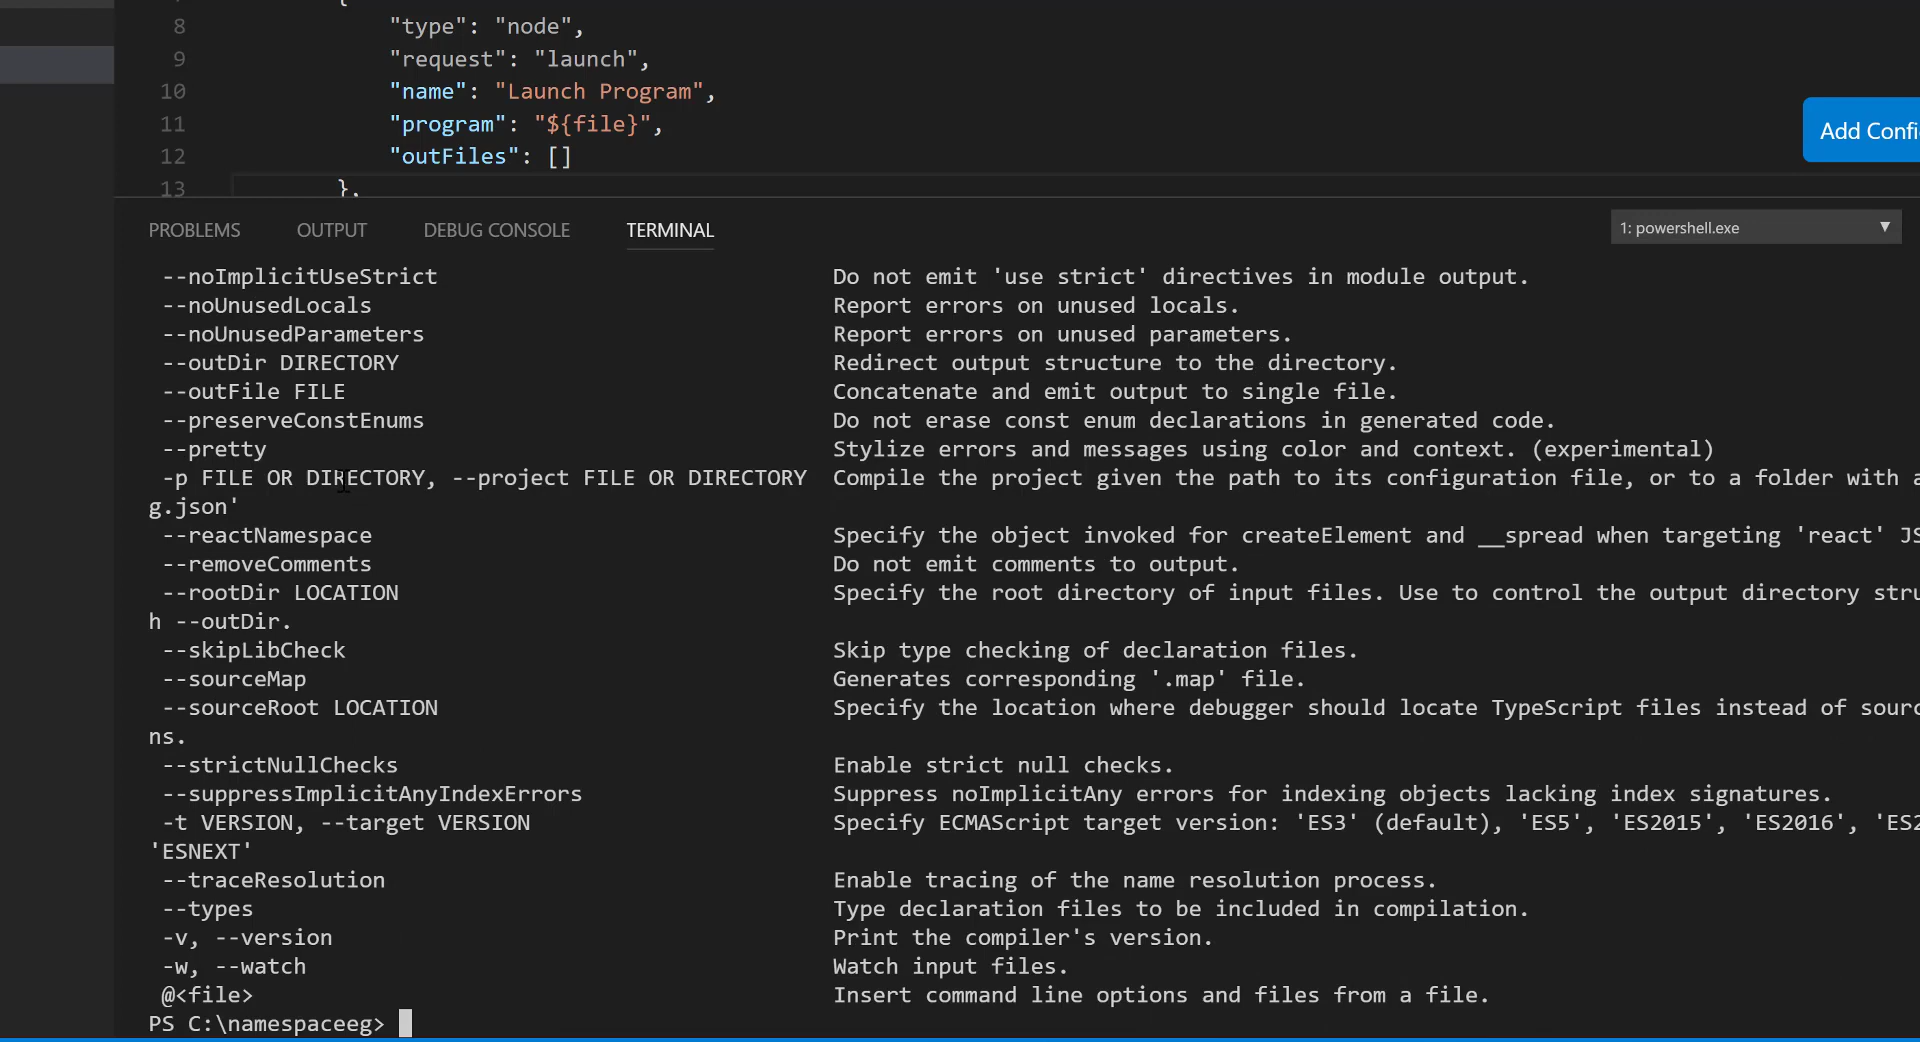 {
8 "type": "node",
9 "request": "launch",
10 "name": "Launch Program",
11 "program": "${file}",
12 "outFiles": []
13 },
Add Confi
PROBLEMS OUTPUT DEBUG CONSOLE TERMINAL 1: powershell.exe
--noImplicitUseStrict Do not emit 'use strict' directives in module output.
--noUnusedLocals Report errors on unused locals.
--noUnusedParameters Report errors on unused parameters.
--outDir DIRECTORY Redirect output structure to the directory.
--outFile FILE Concatenate and emit output to single file.
--preserveConstEnums Do not erase const enum declarations in generated code.
--pretty Stylize errors and messages using color and context. (experimental)
-p FILE OR DIRECTORY, --project FILE OR DIRECTORY Compile the project given the path to its configuration file, or to a folder with a
g.json'
--reactNamespace Specify the object invoked for createElement and __spread when targeting 'react' JS
--removeComments Do not emit comments to output.
--rootDir LOCATION Specify the root directory of input files. Use to control the output directory stru
h --outDir.
--skipLibCheck Skip type checking of declaration files.
--sourceMap Generates corresponding '.map' file.
--sourceRoot LOCATION Specify the location where debugger should locate TypeScript files instead of sourc
ns.
--strictNullChecks Enable strict null checks.
--suppressImplicitAnyIndexErrors Suppress noImplicitAny errors for indexing objects lacking index signatures.
-t VERSION, --target VERSION Specify ECMAScript target version: 'ES3' (default), 'ES5', 'ES2015', 'ES2016', 'ES2
'ESNEXT'
--traceResolution Enable tracing of the name resolution process.
--types Type declaration files to be included in compilation.
-v, --version Print the compiler's version.
-w, --watch Watch input files.
@<file> Insert command line options and files from a file.
PS C:\namespaceeg>